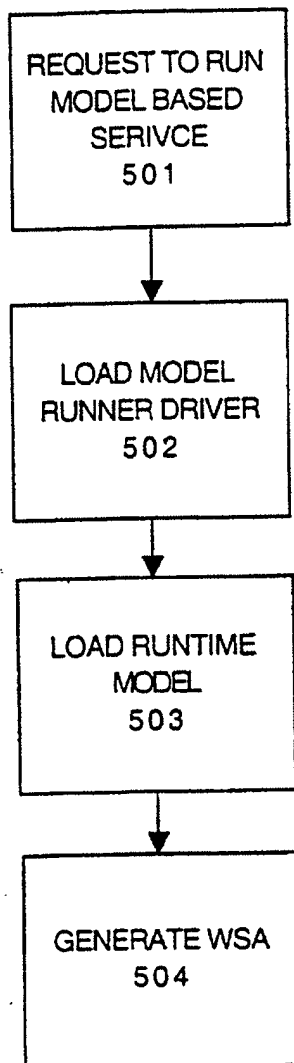 REQUEST TO RUN
MODEL BASED
SERIVCE
501
LOAD MODEL
RUNNER DRIVER
502
LOAD RUNTIME
MODEL
503
GENERATE WSA
504